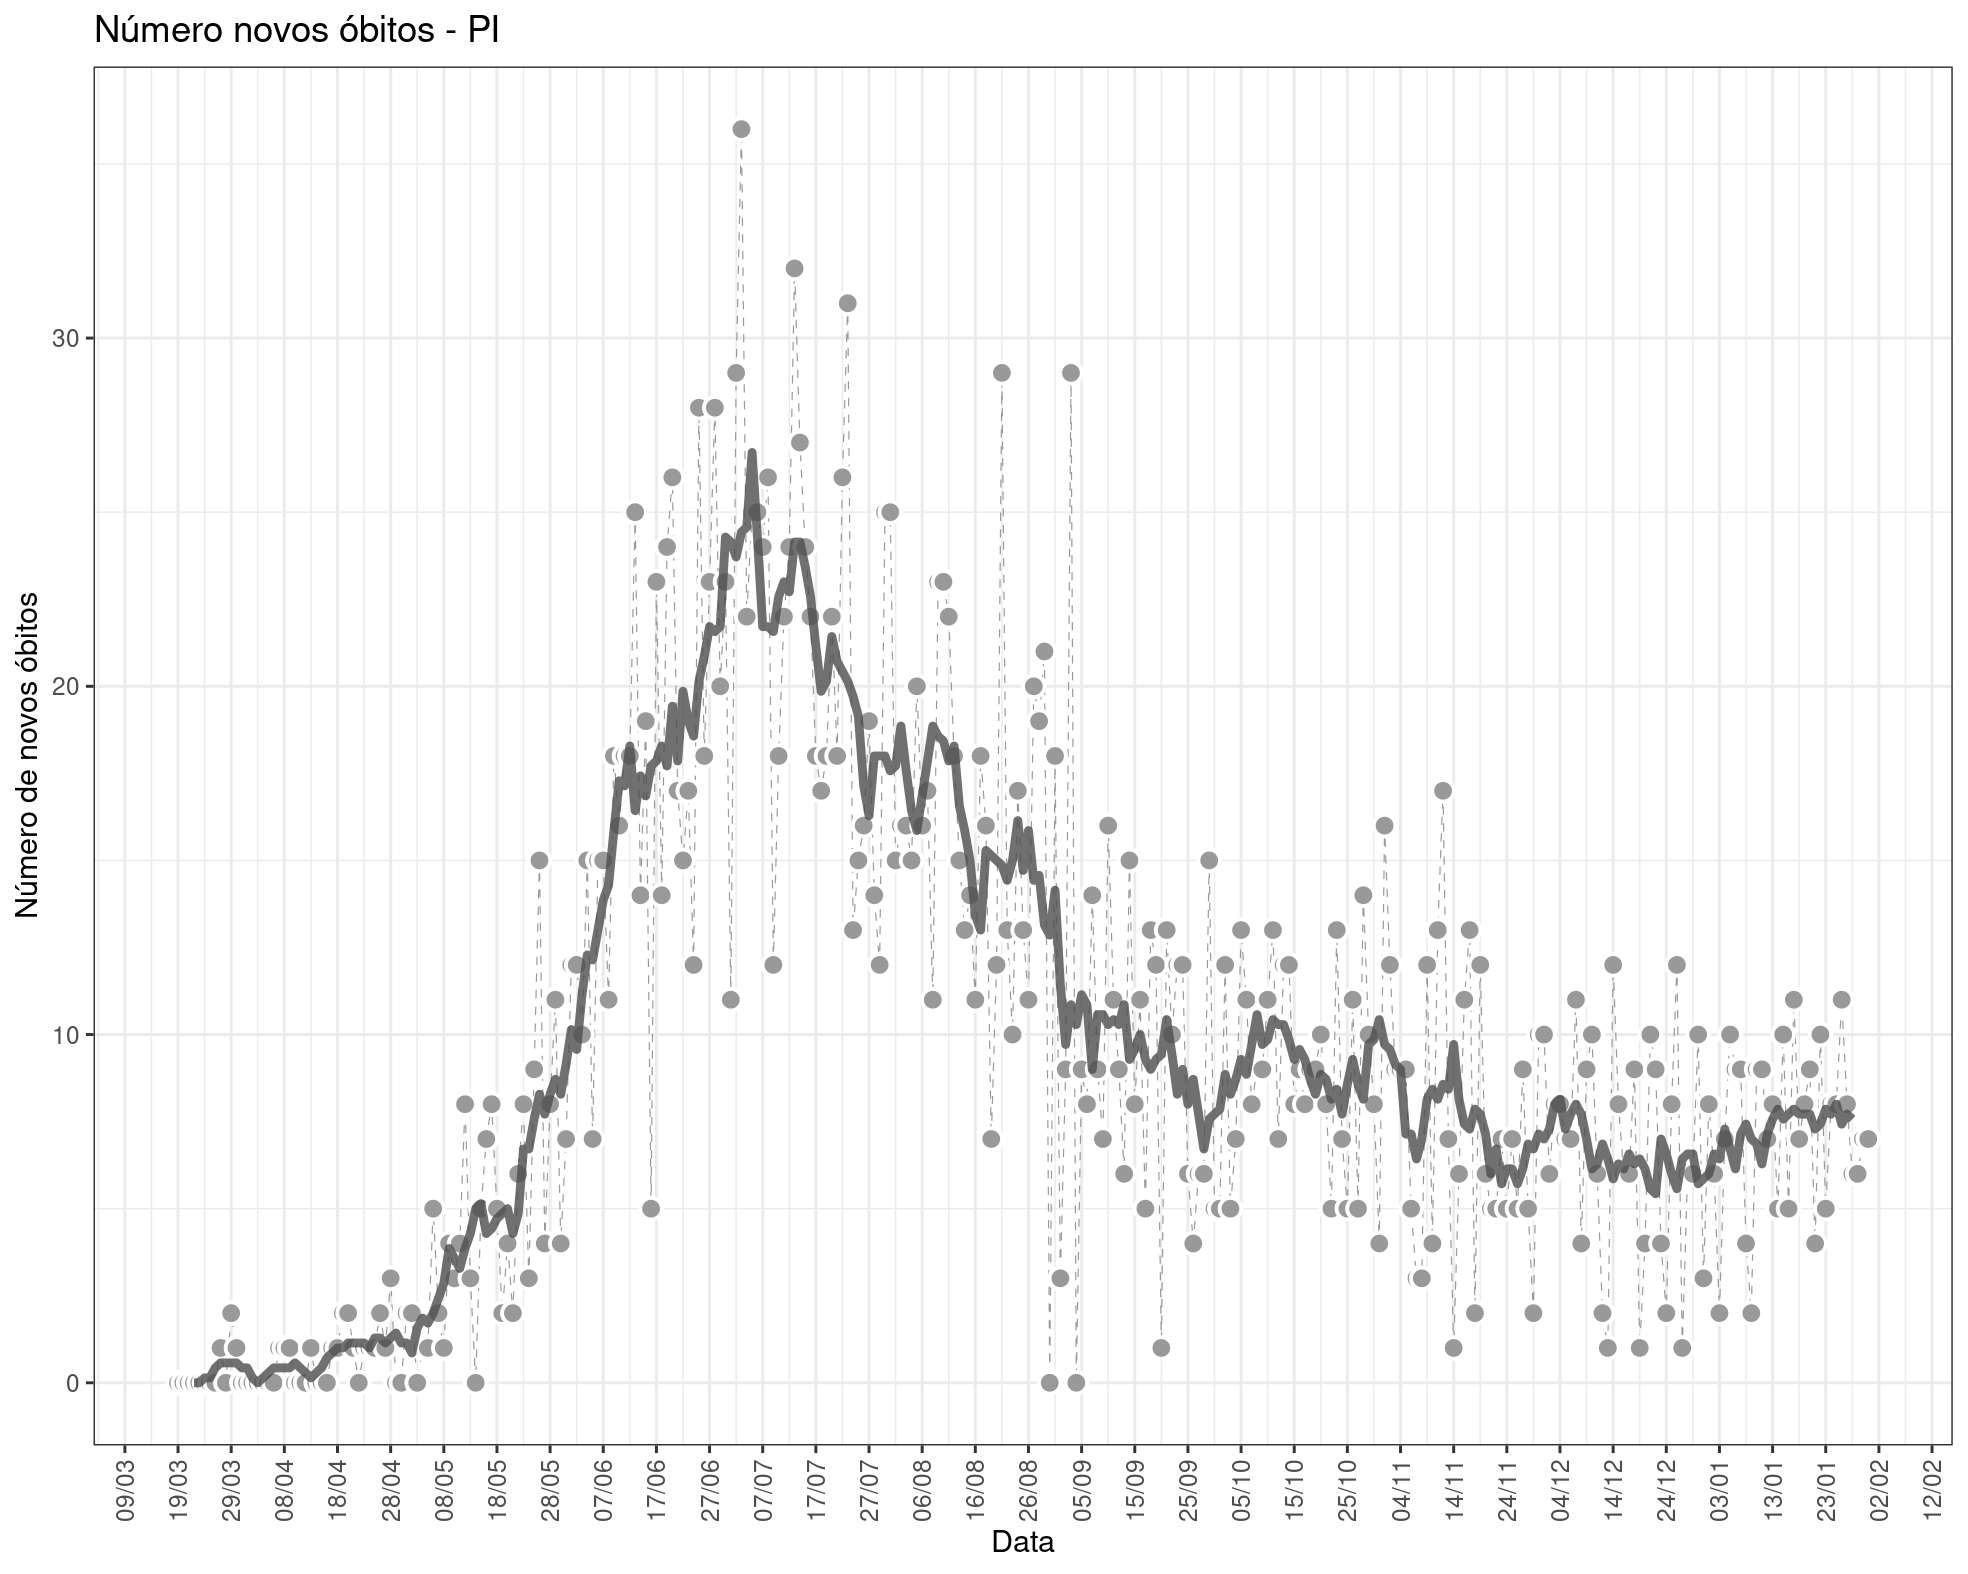 Número novos óbitos - PI
Número de novos óbitos
30
20
10
0
09/03 19/03 29/03 08/04 18/04 28/04 08/05 18/05 28/05 07/06 17/06 27/06 07/07 17/07 27/07 06/08 16/08 26/08 05/09 15/09 25/09 05/10 15/10 25/10 04/11 14/11 24/11 04/12 14/12 24/12 03/01 13/01 23/01 02/02 12/02
Data